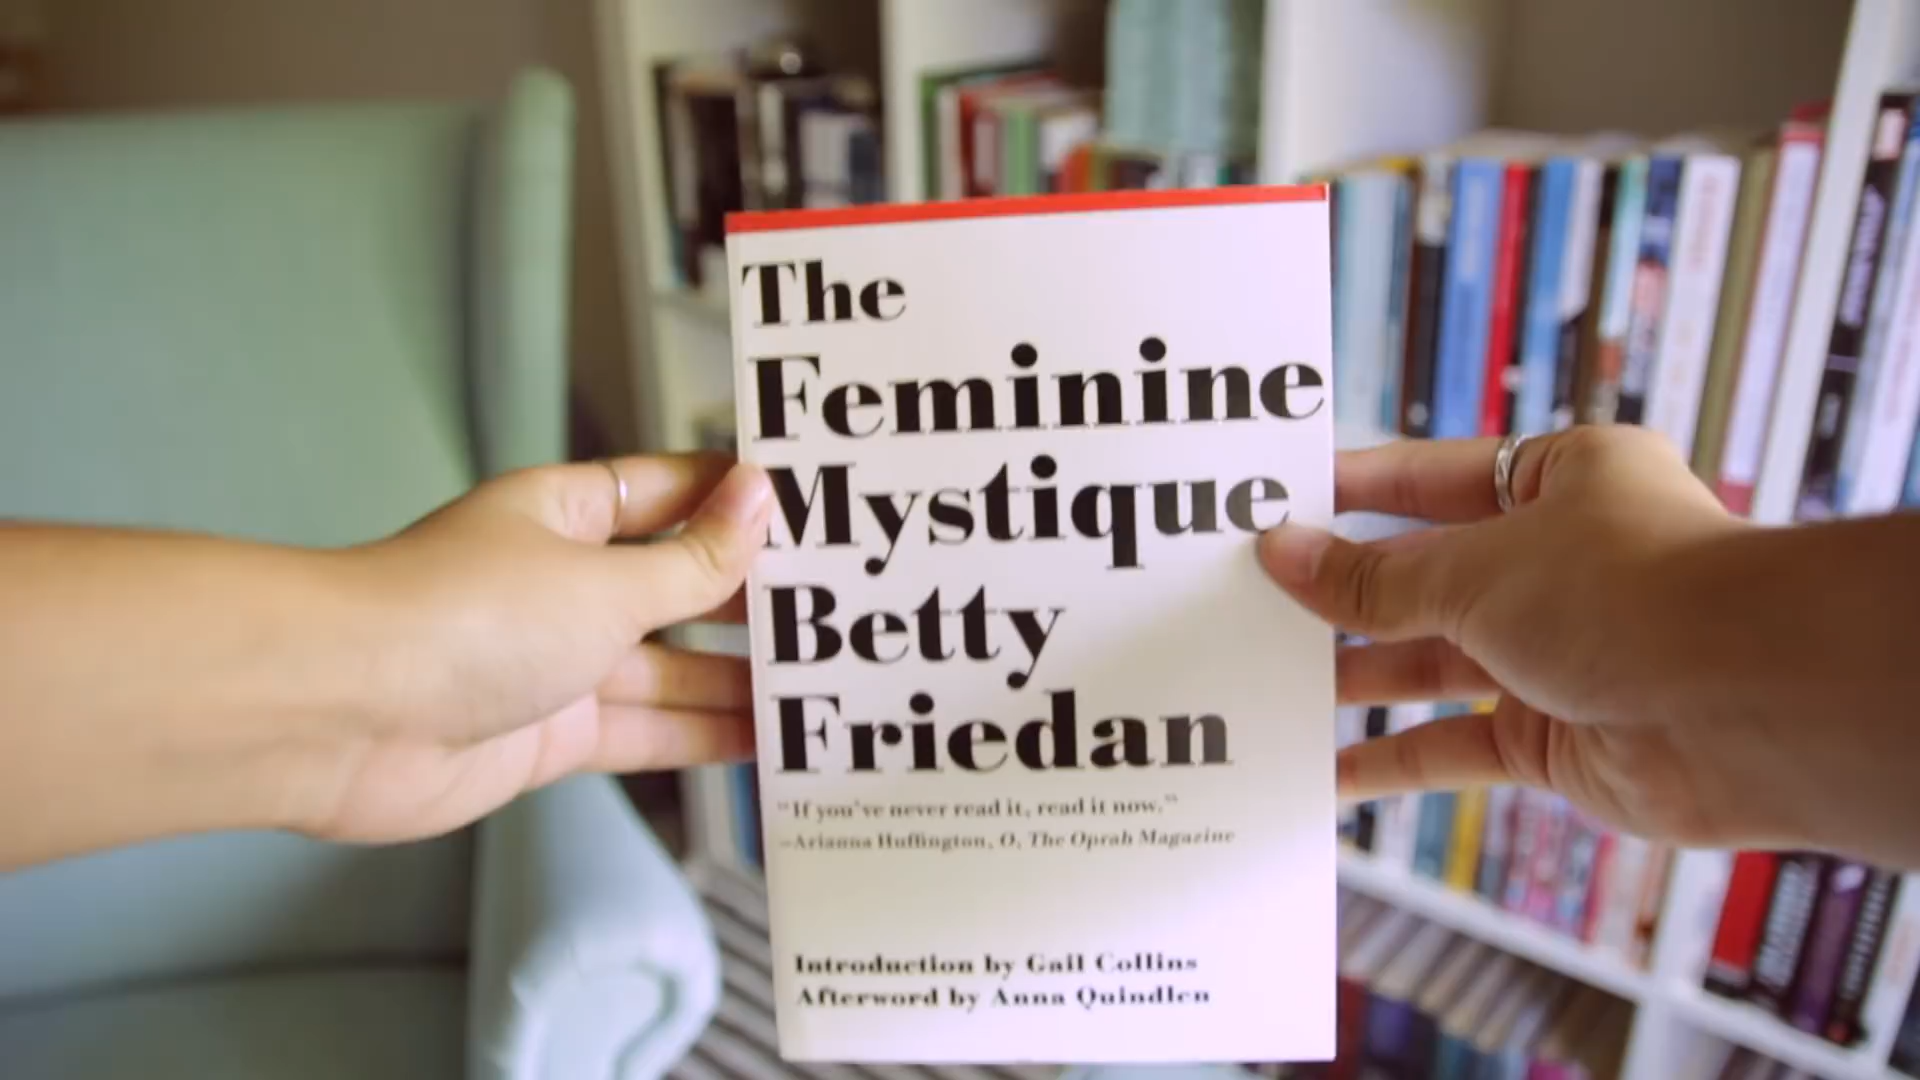 The
Feminine
Mystique
Betty
Friedan
“If you've never read it, read it now.”
–Arianna Huffington, O, The Oprah Magazine
Introduction by Gail Collins
Afterword by Anna Quindlen